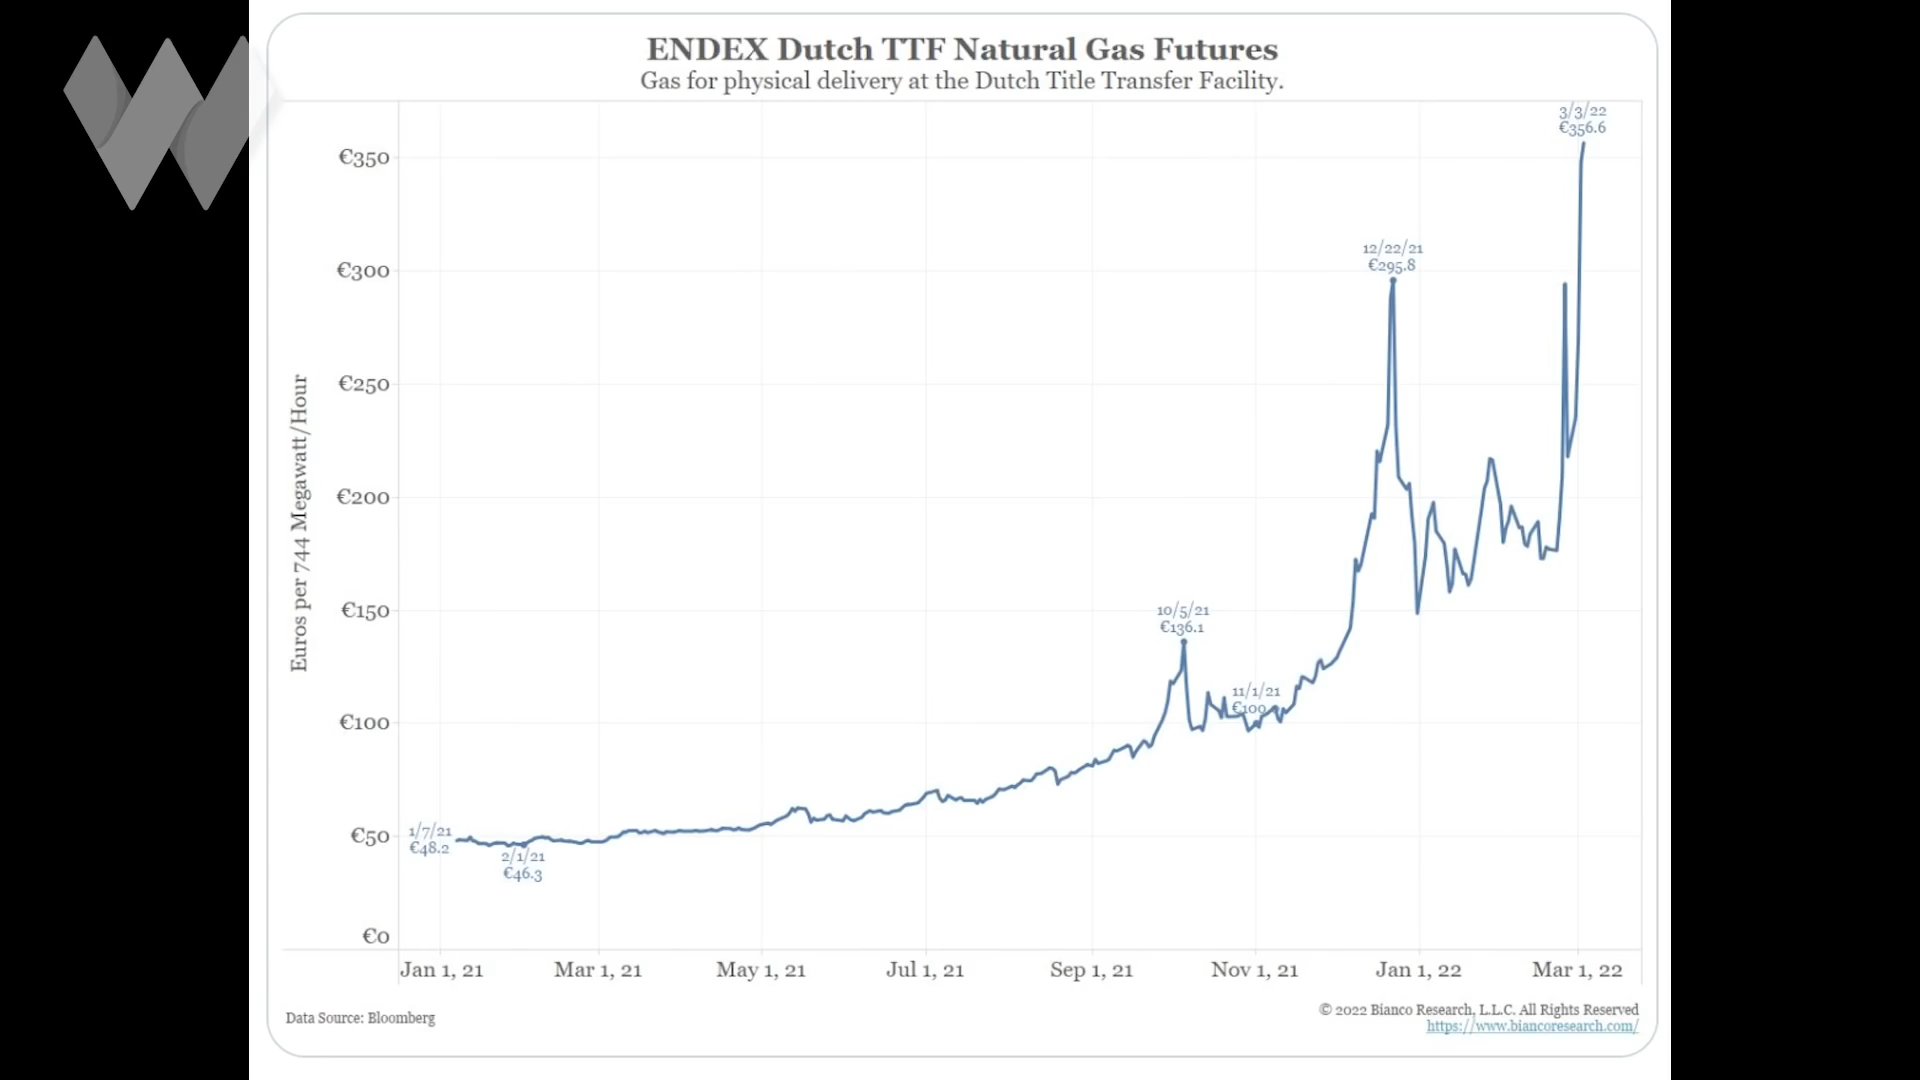 ENDEX Dutch TTF Natural Gas Futures
Gas for physical delivery at the Dutch Title Transfer Facility.
3/3/22
€356.6
€350
12/22/21
€295.8
€300
€250
Euros per 744 Megawatt/Hour
€200
10/5/21
€136.1
€150
11/1/21
€100
€100
€50
1/7/21
€48.2
2/1/21
€46.3
€0
Jan 1, 21 Mar 1, 21 May 1, 21 Jul 1, 21 Sep 1, 21 Nov 1, 21 Jan 1, 22 Mar 1, 22
Data Source: Bloomberg
© 2022 Bianco Research, L.L.C. All Rights Reserved
https://www.biancoresearch.com/